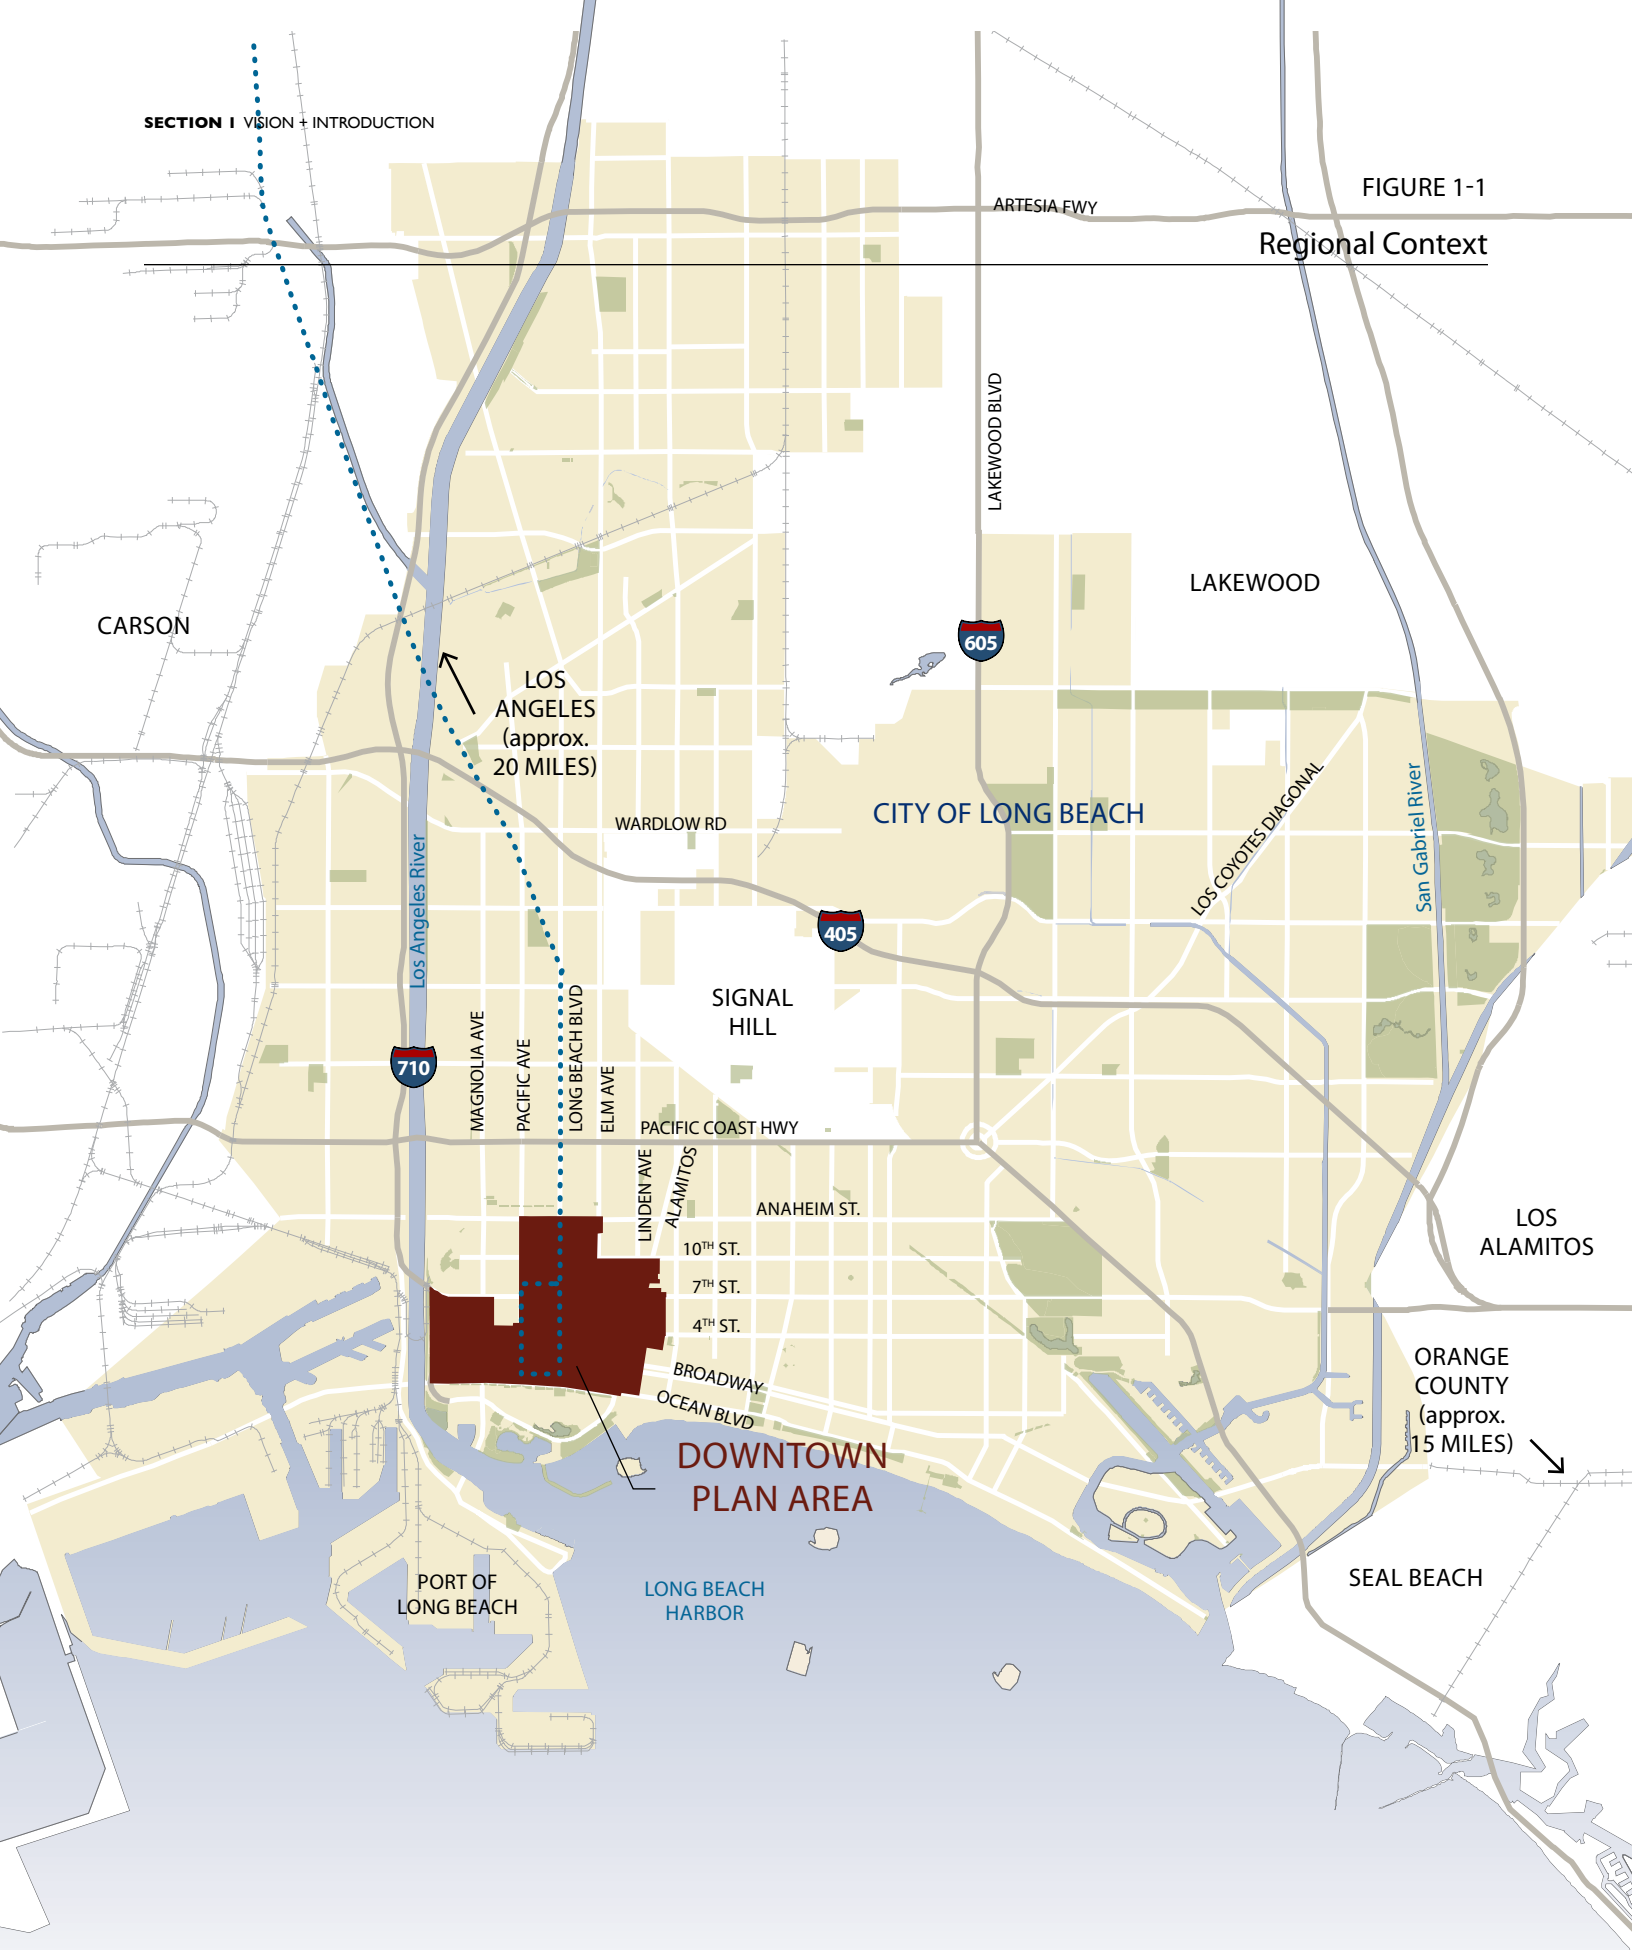 SECTION 1 VISION + INTRODUCTION
FIGURE 1-1
Regional Context
ARTESIA FWY
LAKEWOOD BLVD
LAKEWOOD
CARSON
605
LOS
ANGELES
(approx.
20 MILES)
WARDLOW RD
CITY OF LONG BEACH
LOS COYOTES DIAGONAL
San Gabriel River
Los Angeles River
405
SIGNAL
HILL
710
MAGNOLIA AVE
PACIFIC AVE
LONG BEACH BLVD
ELM AVE
PACIFIC COAST HWY
LINDEN AVE
ALAMITOS
ANAHEIM ST.
10TH ST.
7TH ST.
4TH ST.
LOS
ALAMITOS
BROADWAY
OCEAN BLVD
ORANGE
COUNTY
(approx.
15 MILES)
DOWNTOWN
PLAN AREA
PORT OF
LONG BEACH
LONG BEACH
HARBOR
SEAL BEACH